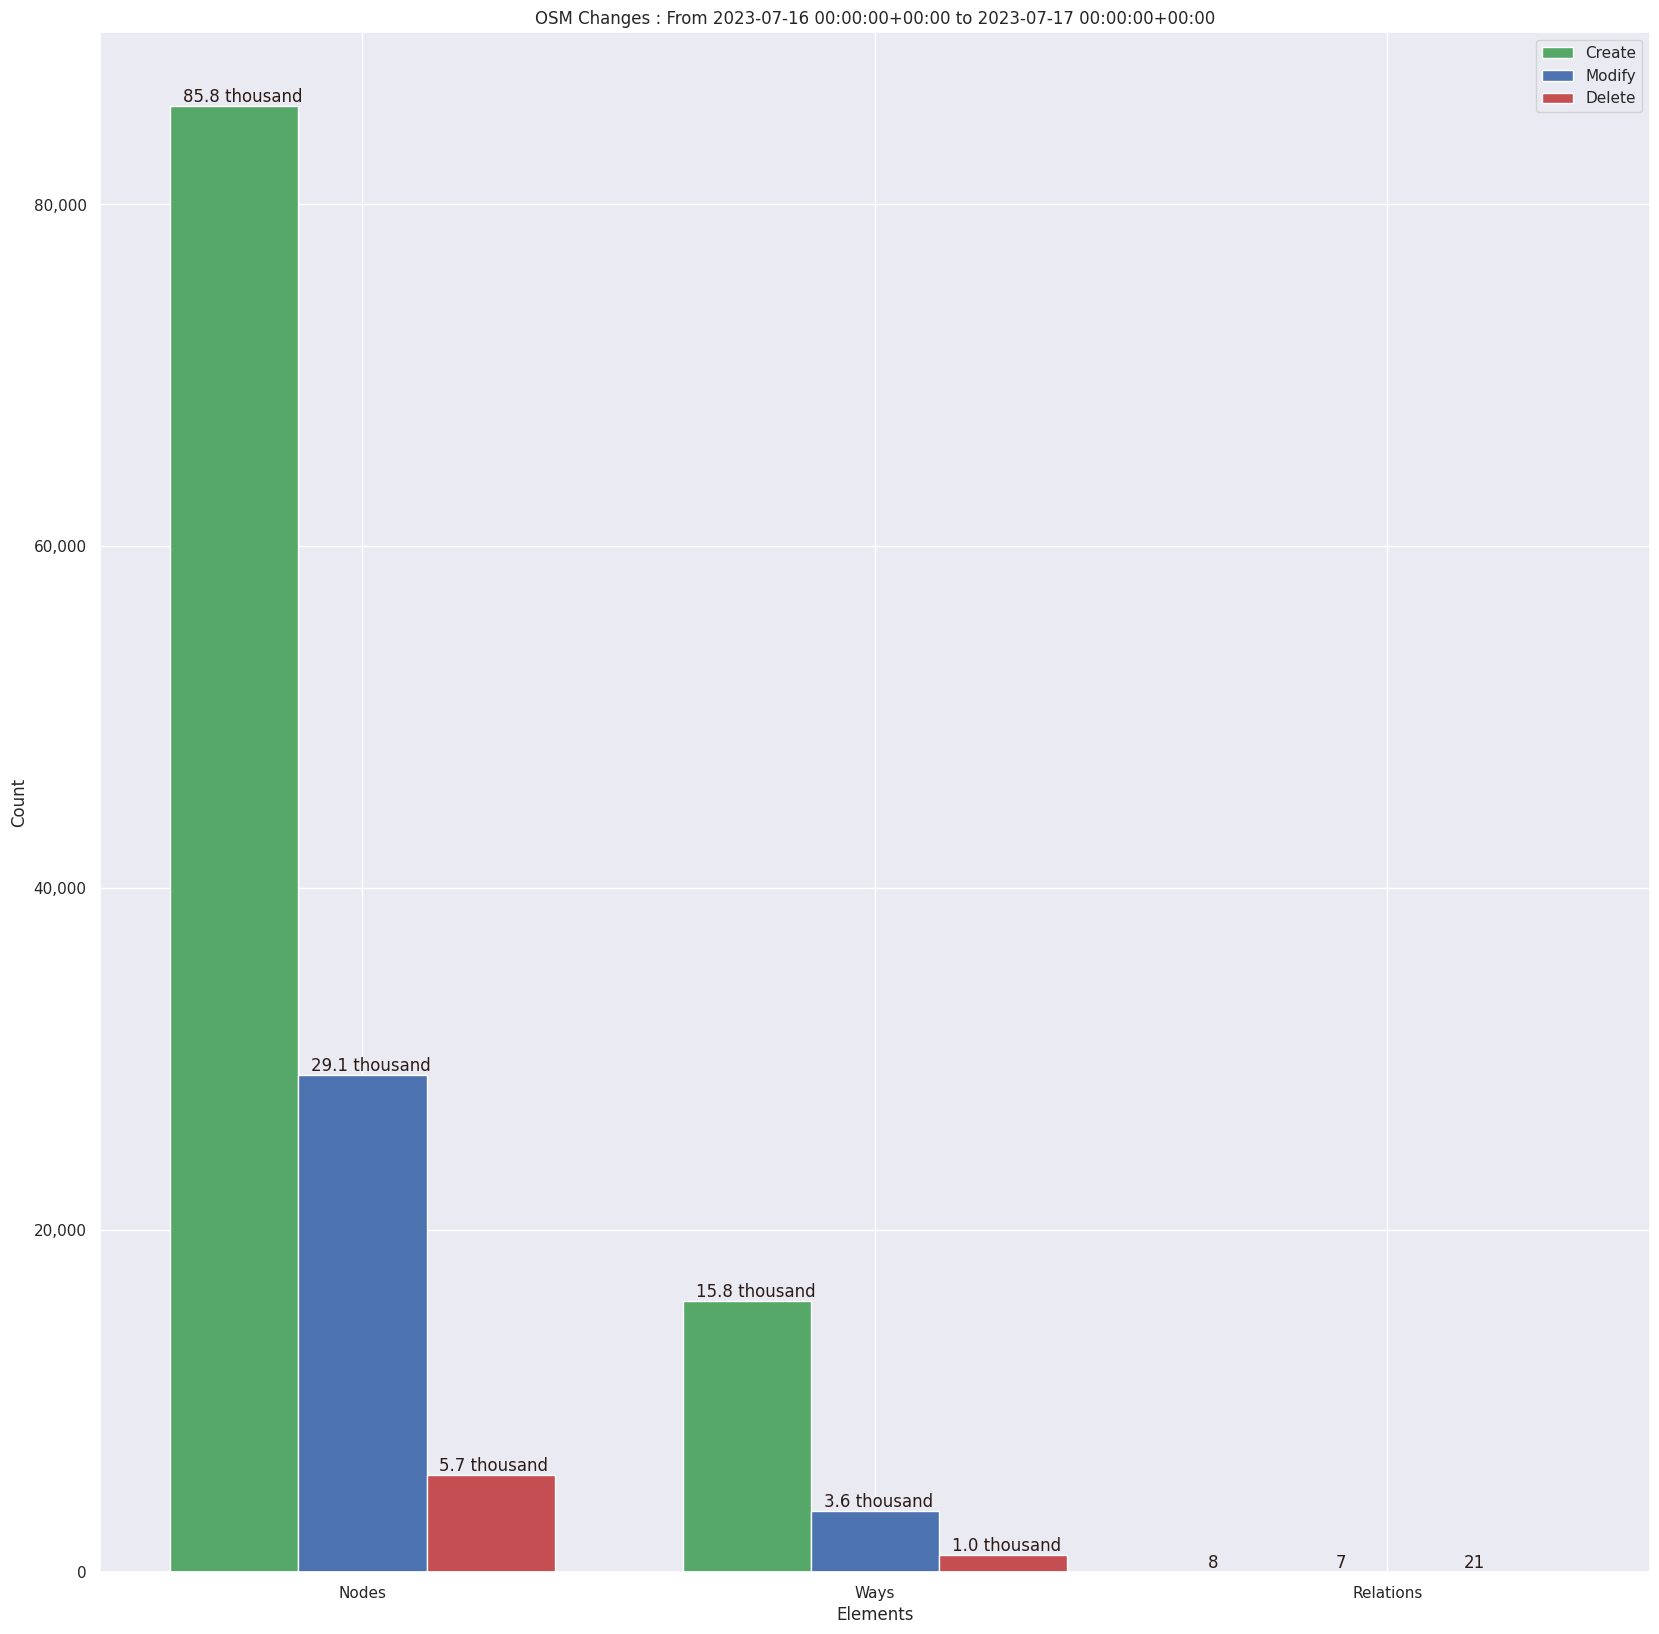 OSM Changes : From 2023-07-16 00:00:00+00:00 to 2023-07-17 00:00:00+00:00
Create
Modify
Delete
85.8 thousand
29.1 thousand
5.7 thousand
15.8 thousand
3.6 thousand
1.0 thousand
8
7
21
80,000
60,000
40,000
20,000
0
Count
Nodes
Ways
Relations
Elements